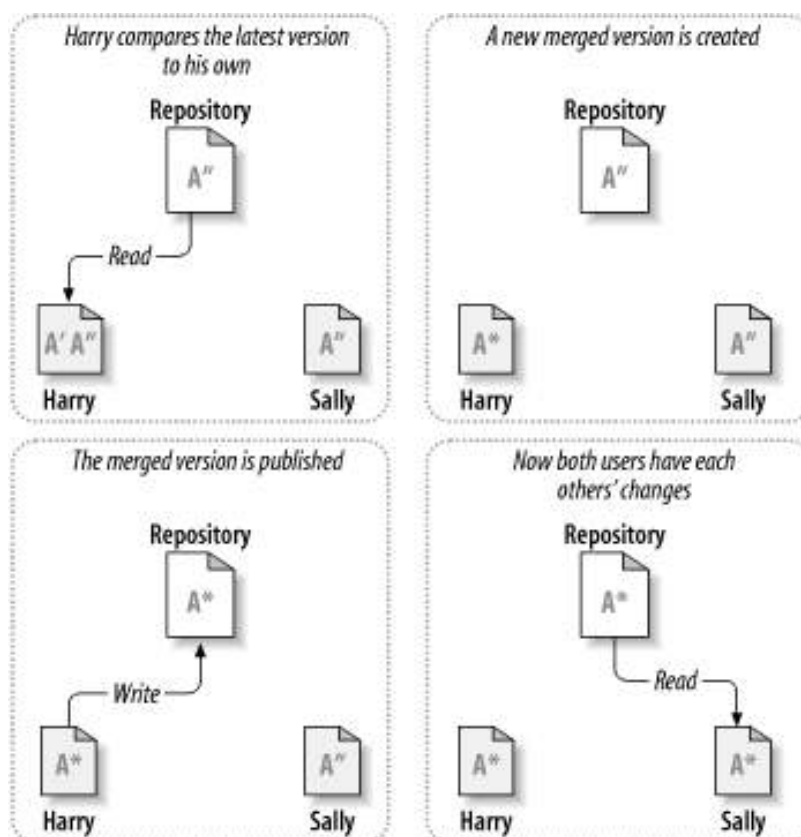 Harry compares the latest version
to his own
Repository
A"
Read
A' A"
A"
Harry
Sally
A new merged version is created
Repository
A"
A*
A"
Harry
Sally
The merged version is published
Repository
A*
Write
A*
A"
Harry
Sally
Now both users have each
others' changes
Repository
A*
Read
A*
A*
Harry
Sally